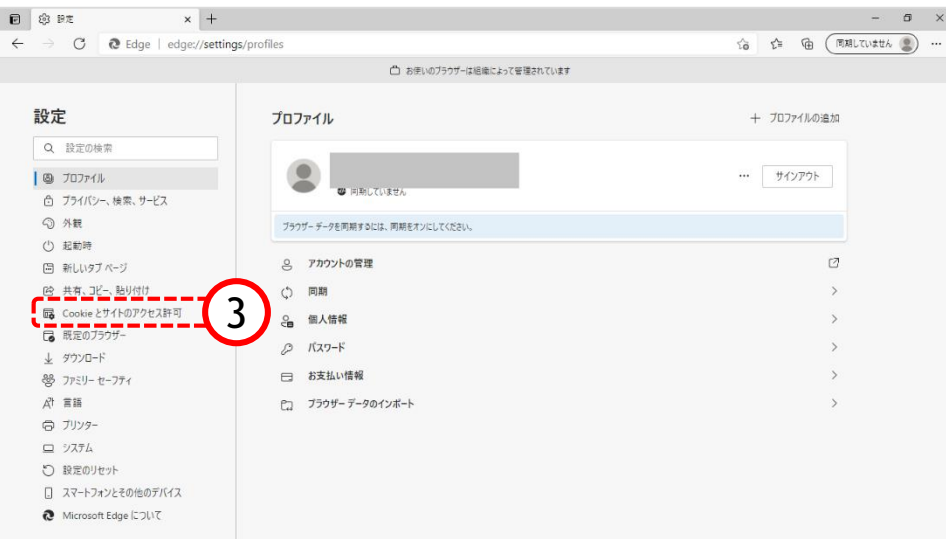 設定
Edge | edge://settings/profiles
同期していません
お使いのブラウザーは組織によって管理されています
設定
設定の検索
プロファイル
プライバシー、検索、サービス
外観
起動時
新しいタブ ページ
共有、コピー、貼り付け
Cookie とサイトのアクセス許可
3
既定のブラウザー
ダウンロード
ファミリー セーフティ
言語
プリンター
システム
設定のリセット
スマートフォンとその他のデバイス
Microsoft Edge について
プロファイル
プロファイルの追加
同期していません
サインアウト
ブラウザー データを同期するには、同期をオンにしてください。
アカウントの管理
同期
個人情報
パスワード
お支払い情報
ブラウザー データのインポート